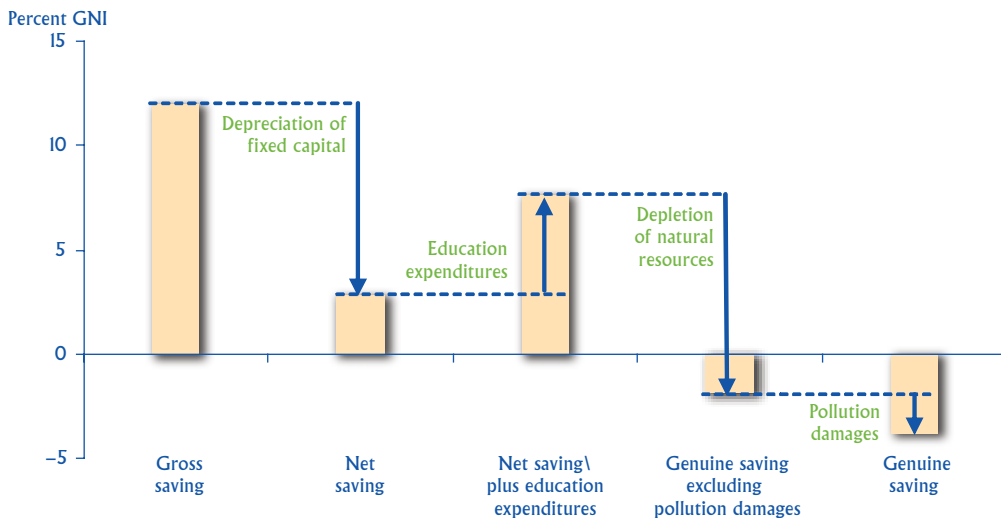 Percent GNI
15
10
5
0
–5
Depreciation of
fixed capital
Education
expenditures
Depletion
of natural
resources
Pollution
damages
Gross
saving
Net
saving
Net saving\
plus education
expenditures
Genuine saving
excluding
pollution damages
Genuine
saving